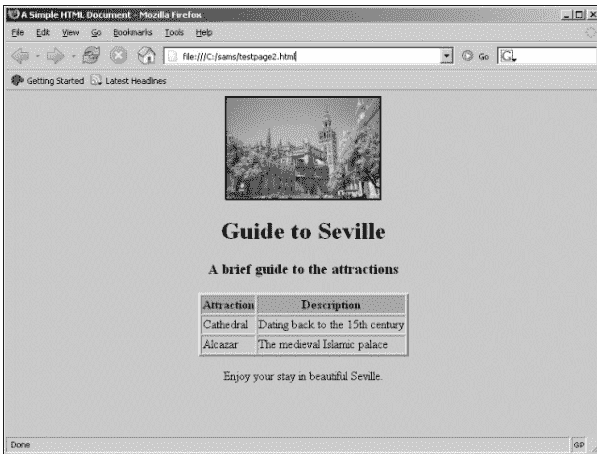 A Simple HTML Document - Mozilla Firefox
File Edit View Go Bookmarks Tools Help
file:///C:/sams/testpage2.html Go G
Getting Started Latest Headlines
Guide to Seville
A brief guide to the attractions
Attraction Description
Cathedral Dating back to the 15th century
Alcazar The medieval Islamic palace
Enjoy your stay in beautiful Seville.
Done GP